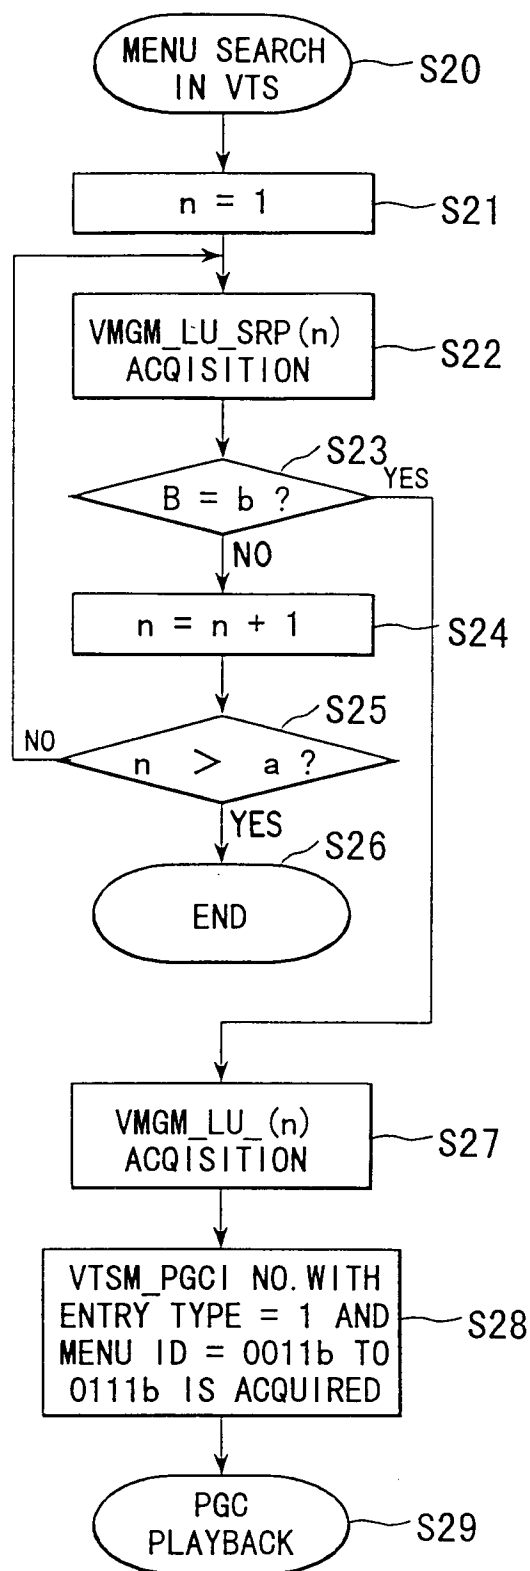 MENU SEARCH
IN VTS
S20
n = 1
S21
VMGM_LU_SRP(n)
ACQISITION
S22
S23
B = b ?
YES
NO
n = n + 1
S24
S25
NO
n > a ?
YES
S26
END
VMGM_LU_(n)
ACQISITION
S27
VTSM_PGCI NO. WITH
ENTRY TYPE = 1 AND
MENU ID = 0011b TO
0111b IS ACQUIRED
S28
PGC
PLAYBACK
S29